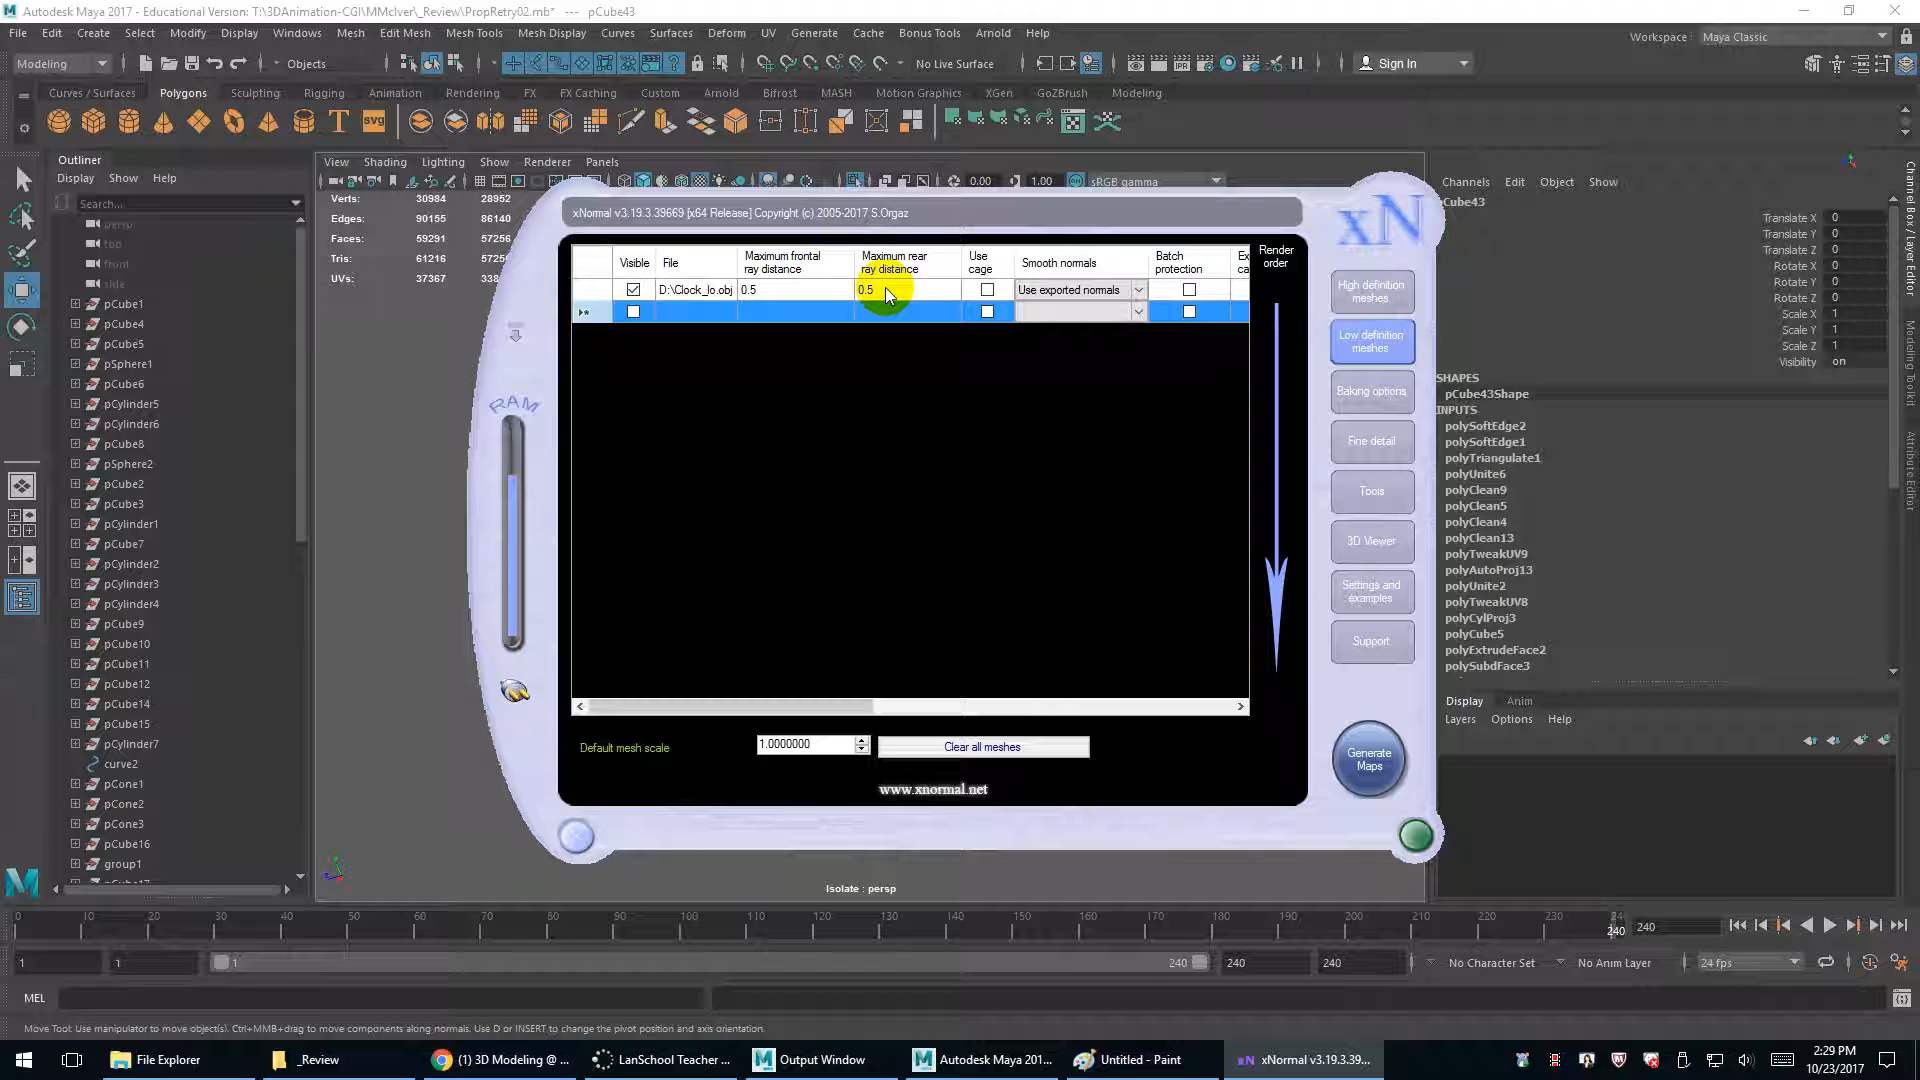 Autodesk Maya 2017 - Educational Version: T:\3DAnimation-CGI\MMcIver\_Review\PropRetry02.mb* --- pCube43
File Edit Create Select Modify Display Windows Mesh Edit Mesh Mesh Tools Mesh Display Curves Surfaces Deform UV Generate Cache Bonus Tools Arnold Help
Workspace : Maya Classic
Modeling Objects No Live Surface Sign In
Curves / Surfaces Polygons Sculpting Rigging Animation Rendering FX FX Caching Custom Arnold Bifrost MASH Motion Graphics XGen GoZBrush Modeling
T svg
Outliner
Display Show Help
Search...
persp
top
front
side
pCube1
pCube4
pCube5
pSphere1
pCube6
pCylinder5
pCylinder6
pCube8
pSphere2
pCube2
pCube3
pCylinder1
pCube7
pCylinder2
pCylinder3
pCylinder4
pCube9
pCube10
pCube11
pCube12
pCube14
pCube15
pCylinder7
curve2
pCone1
pCone2
pCone3
pCube16
group1
View Shading Lighting Show Renderer Panels
0.00 1.00 sRGB gamma
Verts: 30984 28952
Edges: 90155 86140
Faces: 59291 57256
Tris: 61216
UVs: 37367
xNormal v3.19.3.39669 [x64 Release] Copyright (c) 2005-2017 S.Orgaz
xN
Visible File Maximum frontal ray distance Maximum rear ray distance Use cage Smooth normals Batch protection
Render order
D:\Clock_lo.obj 0.5 0.5 Use exported normals
RAM
High definition meshes
Low definition meshes
Baking options
Fine detail
Tools
3D Viewer
Settings and examples
Support
Generate Maps
Default mesh scale 1.0000000 Clear all meshes
www.xnormal.net
Isolate : persp
Channels Edit Object Show
Cube43
Translate X 0
Translate Y 0
Translate Z 0
Rotate X 0
Rotate Y 0
Rotate Z 0
Scale X 1
Scale Y 1
Scale Z 1
Visibility on
SHAPES
pCube43Shape
INPUTS
polySoftEdge2
polySoftEdge1
polyTriangulate1
polyUnite6
polyClean9
polyClean5
polyClean4
polyClean13
polyTweakUV9
polyAutoProj13
polyUnite2
polyTweakUV8
polyCylProj3
polyCube5
polyExtrudeFace2
polySubdFace3
Channel Box / Layer Editor
Modeling Toolkit
Attribute Editor
Display Anim
Layers Options Help
0 10 20 30 40 50 60 70 80 90 100 110 120 130 140 150 160 170 180 190 200 210 220 230 24
240 240
1 1 1 240 240 240 No Character Set No Anim Layer 24 fps
MEL
Move Tool: Use manipulator to move object(s). Ctrl+MMB+drag to move components along normals. Use D or INSERT to change the pivot position and axis orientation.
File Explorer _Review (1) 3D Modeling @ ... LanSchool Teacher ... Output Window Autodesk Maya 201... Untitled - Paint xNormal v3.19.3.39...
2:29 PM
10/23/2017